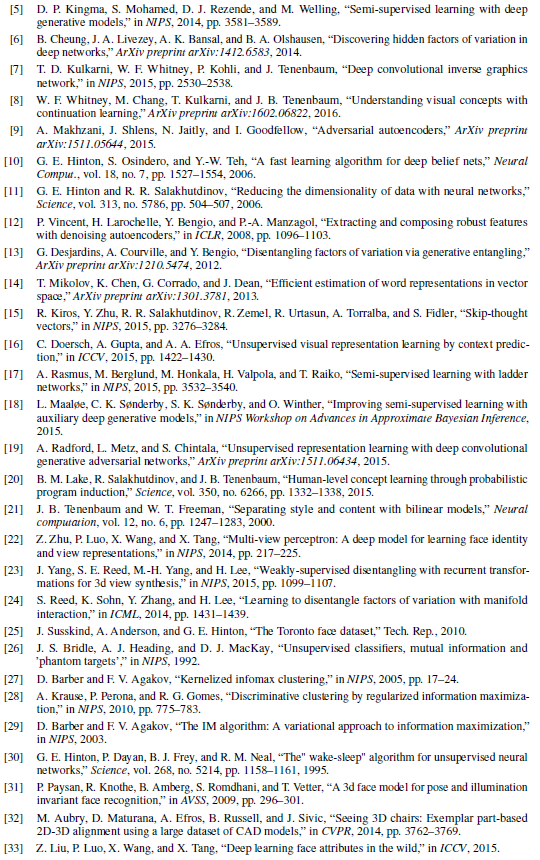 [5] D. P. Kingma, S. Mohamed, D. J. Rezende, and M. Welling, “Semi-supervised learning with deep
generative models,” in NIPS, 2014, pp. 3581–3589.
[6] B. Cheung, J. A. Livezey, A. K. Bansal, and B. A. Olshausen, “Discovering hidden factors of variation in
deep networks,” ArXiv preprint arXiv:1412.6583, 2014.
[7] T. D. Kulkarni, W. F. Whitney, P. Kohli, and J. Tenenbaum, “Deep convolutional inverse graphics
network,” in NIPS, 2015, pp. 2530–2538.
[8] W. F. Whitney, M. Chang, T. Kulkarni, and J. B. Tenenbaum, “Understanding visual concepts with
continuation learning,” ArXiv preprint arXiv:1602.06822, 2016.
[9] A. Makhzani, J. Shlens, N. Jaitly, and I. Goodfellow, “Adversarial autoencoders,” ArXiv preprint
arXiv:1511.05644, 2015.
[10] G. E. Hinton, S. Osindero, and Y.-W. Teh, “A fast learning algorithm for deep belief nets,” Neural
Comput., vol. 18, no. 7, pp. 1527–1554, 2006.
[11] G. E. Hinton and R. R. Salakhutdinov, “Reducing the dimensionality of data with neural networks,”
Science, vol. 313, no. 5786, pp. 504–507, 2006.
[12] P. Vincent, H. Larochelle, Y. Bengio, and P.-A. Manzagol, “Extracting and composing robust features
with denoising autoencoders,” in ICLR, 2008, pp. 1096–1103.
[13] G. Desjardins, A. Courville, and Y. Bengio, “Disentangling factors of variation via generative entangling,”
ArXiv preprint arXiv:1210.5474, 2012.
[14] T. Mikolov, K. Chen, G. Corrado, and J. Dean, “Efficient estimation of word representations in vector
space,” ArXiv preprint arXiv:1301.3781, 2013.
[15] R. Kiros, Y. Zhu, R. R. Salakhutdinov, R. Zemel, R. Urtasun, A. Torralba, and S. Fidler, “Skip-thought
vectors,” in NIPS, 2015, pp. 3276–3284.
[16] C. Doersch, A. Gupta, and A. A. Efros, “Unsupervised visual representation learning by context predic-
tion,” in ICCV, 2015, pp. 1422–1430.
[17] A. Rasmus, M. Berglund, M. Honkala, H. Valpola, and T. Raiko, “Semi-supervised learning with ladder
networks,” in NIPS, 2015, pp. 3532–3540.
[18] L. Maaløe, C. K. Sønderby, S. K. Sønderby, and O. Winther, “Improving semi-supervised learning with
auxiliary deep generative models,” in NIPS Workshop on Advances in Approximate Bayesian Inference,
2015.
[19] A. Radford, L. Metz, and S. Chintala, “Unsupervised representation learning with deep convolutional
generative adversarial networks,” ArXiv preprint arXiv:1511.06434, 2015.
[20] B. M. Lake, R. Salakhutdinov, and J. B. Tenenbaum, “Human-level concept learning through probabilistic
program induction,” Science, vol. 350, no. 6266, pp. 1332–1338, 2015.
[21] J. B. Tenenbaum and W. T. Freeman, “Separating style and content with bilinear models,” Neural
computation, vol. 12, no. 6, pp. 1247–1283, 2000.
[22] Z. Zhu, P. Luo, X. Wang, and X. Tang, “Multi-view perceptron: A deep model for learning face identity
and view representations,” in NIPS, 2014, pp. 217–225.
[23] J. Yang, S. E. Reed, M.-H. Yang, and H. Lee, “Weakly-supervised disentangling with recurrent transfor-
mations for 3d view synthesis,” in NIPS, 2015, pp. 1099–1107.
[24] S. Reed, K. Sohn, Y. Zhang, and H. Lee, “Learning to disentangle factors of variation with manifold
interaction,” in ICML, 2014, pp. 1431–1439.
[25] J. Susskind, A. Anderson, and G. E. Hinton, “The Toronto face dataset,” Tech. Rep., 2010.
[26] J. S. Bridle, A. J. Heading, and D. J. MacKay, “Unsupervised classifiers, mutual information and
’phantom targets’,” in NIPS, 1992.
[27] D. Barber and F. V. Agakov, “Kernelized infomax clustering,” in NIPS, 2005, pp. 17–24.
[28] A. Krause, P. Perona, and R. G. Gomes, “Discriminative clustering by regularized information maximiza-
tion,” in NIPS, 2010, pp. 775–783.
[29] D. Barber and F. V. Agakov, “The IM algorithm: A variational approach to information maximization,”
in NIPS, 2003.
[30] G. E. Hinton, P. Dayan, B. J. Frey, and R. M. Neal, “The" wake-sleep" algorithm for unsupervised neural
networks,” Science, vol. 268, no. 5214, pp. 1158–1161, 1995.
[31] P. Paysan, R. Knothe, B. Amberg, S. Romdhani, and T. Vetter, “A 3d face model for pose and illumination
invariant face recognition,” in AVSS, 2009, pp. 296–301.
[32] M. Aubry, D. Maturana, A. Efros, B. Russell, and J. Sivic, “Seeing 3D chairs: Exemplar part-based
2D-3D alignment using a large dataset of CAD models,” in CVPR, 2014, pp. 3762–3769.
[33] Z. Liu, P. Luo, X. Wang, and X. Tang, “Deep learning face attributes in the wild,” in ICCV, 2015.